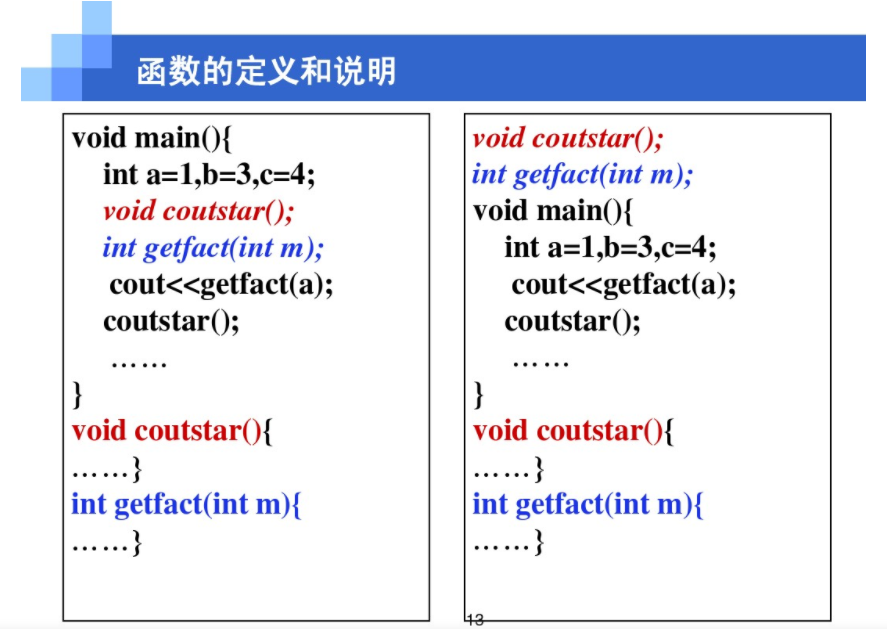 函数的定义和说明
void main(){
int a=1,b=3,c=4;
void coutstar();
int getfact(int m);
cout<<getfact(a);
coutstar();
……
}
void coutstar(){
……}
int getfact(int m){
……}
void coutstar();
int getfact(int m);
void main(){
int a=1,b=3,c=4;
cout<<getfact(a);
coutstar();
……
}
void coutstar(){
……}
int getfact(int m){
……}
13